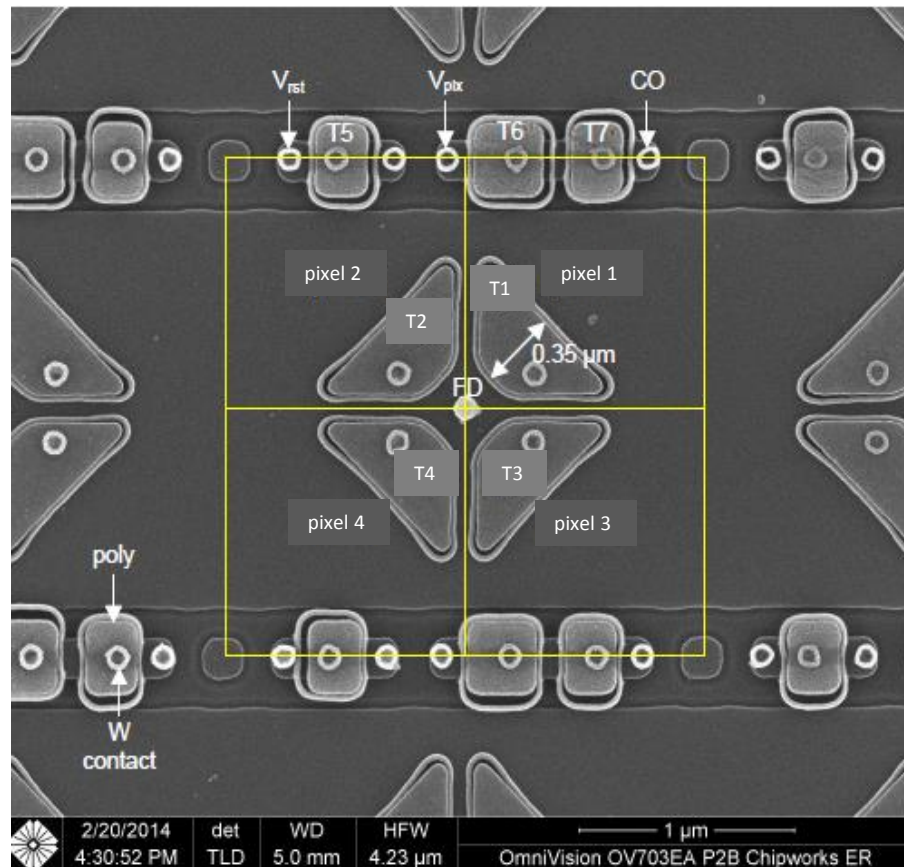 Vrst
Vpix
CO
T5
T6
T7
pixel 2
T1
pixel 1
T2
0.35 µm
FD
T4
T3
pixel 4
pixel 3
poly
W
contact
2/20/2014 det WD HFW 1 µm
4:30:52 PM TLD 5.0 mm 4.23 µm OmniVision OV703EA P2B Chipworks ER